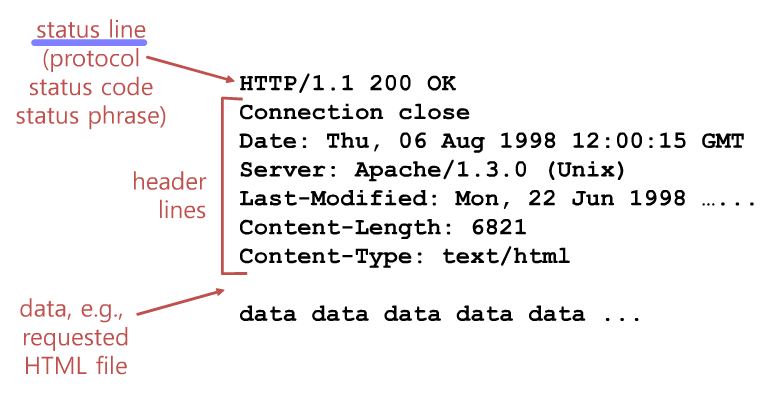 status line
(protocol
status code
status phrase)
HTTP/1.1 200 OK
Connection close
Date: Thu, 06 Aug 1998 12:00:15 GMT
Server: Apache/1.3.0 (Unix)
Last-Modified: Mon, 22 Jun 1998 …...
Content-Length: 6821
Content-Type: text/html
header
lines
data, e.g.,
requested
HTML file
data data data data data ...